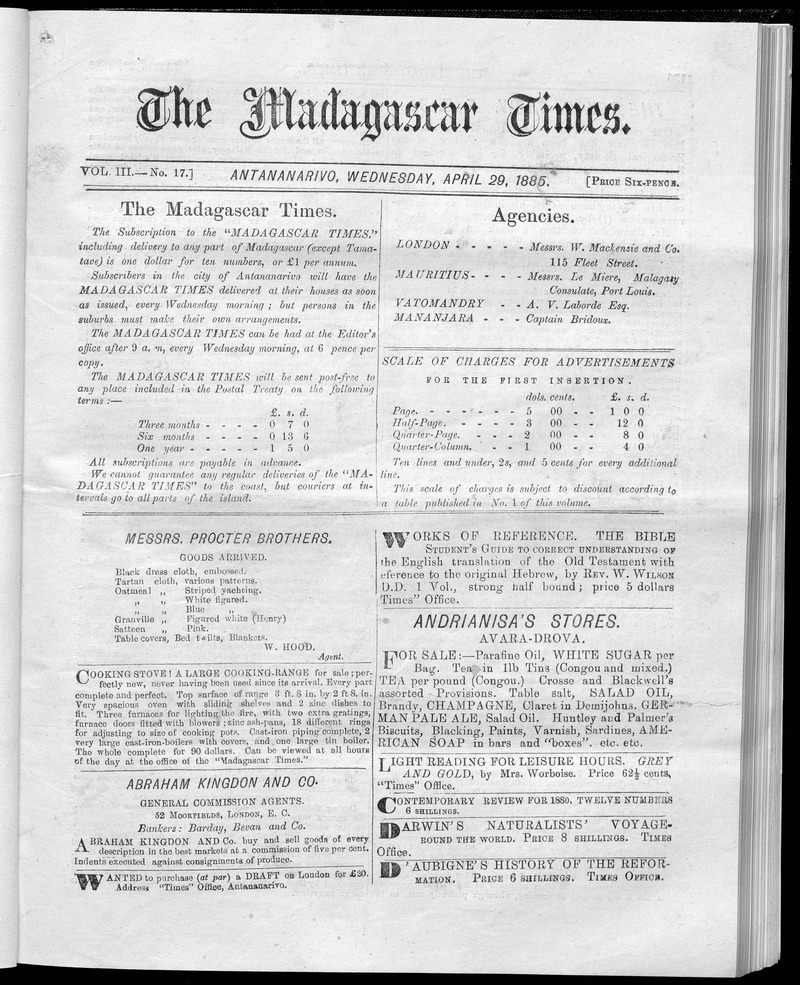 The Madagascar Times.
VOL. III.—No. 17.]
ANTANANARIVO, WEDNESDAY, APRIL 29, 1885.
[PRICE SIX-PENCE.
The Madagascar Times.
The Subscription to the "MADAGASCAR TIMES."
including delivery to any part of Madagascar (except Tama-
tave) is one dollar for ten numbers, or £1 per annum.
Subscribers in the city of Antananarivo will have the
MADAGASCAR TIMES delivered at their houses as soon
as issued, every Wednesday morning; but persons in the
suburbs must make their own arrangements.
The MADAGASCAR TIMES can be had at the Editor's
office after 9 a. m, every Wednesday morning, at 6 pence per
copy.
The MADAGASCAR TIMES will be sent post-free to
any place included in the Postal Treaty on the following
terms :—
£. s. d.
Three months - - - - 0 7 0
Six months - - - - - 0 13 6
One year - - - - - 1 5 0
All subscriptions are payable in advance.
We cannot guarantee any regular deliveries of the "MA-
DAGASCAR TIMES" to the coast, but couriers at in-
tervals go to all parts of the island.
Agencies.
LONDON - - - - - Messrs. W. Mackenzie and Co.
115 Fleet Street.
MAURITIUS - - - - Messrs. Le Miere, Malagasy
Consulate, Port Louis.
VATOMANDRY - - A. V. Laborde Esq.
MANANJARA - - - Captain Bridoux.
SCALE OF CHARGES FOR ADVERTISEMENTS
FOR THE FIRST INSERTION.
dols. cents. £. s. d.
Page. - - - - - - - 5 00 - - 1 0 0
Half-Page. - - - - - 3 00 - - 12 0
Quarter-Page. - - - 2 00 - - 8 0
Quarter-Column. - - - 1 00 - - 4 0
Ten lines and under, 2s, and 5 cents for every additional
line.
This scale of charges is subject to discount according to
a table published in No. 1 of this volume.
MESSRS. PROCTER BROTHERS.
GOODS ARRIVED.
Black dress cloth, embossed.
Tartan cloth, various patterns.
Oatmeal ,, Striped yachting.
,, ,, White figured.
,, ,, Blue ,,
Granville ,, Figured white (Henry)
Satteen ,, Pink.
Table covers, Bed twilts, Blankets.
W. HOOD.
Agent.
COOKING STOVE! A LARGE COOKING-RANGE for sale; per-
fectly new, never having been used since its arrival. Every part
complete and perfect. Top surface of range 3 ft. 8 in. by 2 ft 8. in.
Very spacious oven with sliding shelves and 2 zinc dishes to
fit. Three furnaces for lighting the fire, with two extra gratings,
furnace doors fitted with blowers; zinc ash-pans, 18 different rings
for adjusting to size of cooking pots. Cast-iron piping complete, 2
very large cast-iron-boilers with covers, and one large tin boiler.
The whole complete for 90 dollars. Can be viewed at all hours
of the day at the office of the "Madagascar Times."
ABRAHAM KINGDON AND CO.
GENERAL COMMISSION AGENTS.
52 MOORFIELDS, LONDON, E. C.
Bankers: Barday, Bevan and Co.
ABRAHAM KINGDON AND Co. buy and sell goods of every
description in the best markets at a commission of five per cent.
Indents executed against consignments of produce.
WANTED to purchase (at par) a DRAFT on London for £20.
Address "Times" Office, Antananarivo.
WORKS OF REFERENCE. THE BIBLE
STUDENT'S GUIDE TO CORRECT UNDERSTANDING OF
the English translation of the Old Testament with
eference to the original Hebrew, by REV. W. WILSON
D.D. 1 Vol., strong half bound; price 5 dollars
Times" Office.
ANDRIANISA'S STORES.
AVARA-DROVA.
FOR SALE:—Parafine Oil, WHITE SUGAR per
Bag. Tea in 1lb Tins (Congou and mixed.)
TEA per pound (Congou.) Crosse and Blackwell's
assorted Provisions. Table salt, SALAD OIL,
Brandy, CHAMPAGNE, Claret in Demijohns. GER-
MAN PALE ALE, Salad Oil. Huntley and Palmer's
Biscuits, Blacking, Paints, Varnish, Sardines, AME-
RICAN SOAP in bars and "boxes". etc. etc.
LIGHT READING FOR LEISURE HOURS. GREY
AND GOLD, by Mrs. Worboise. Price 62½ cents,
"Times" Office.
CONTEMPORARY REVIEW FOR 1880. TWELVE NUMBERS
6 SHILLINGS.
DARWIN'S NATURALISTS' VOYAGE-
ROUND THE WORLD. PRICE 8 SHILLINGS. TIMES
Office.
D'AUBIGNE'S HISTORY OF THE REFOR-
MATION. PRICE 6 SHILLINGS. TIMES OFFICE.